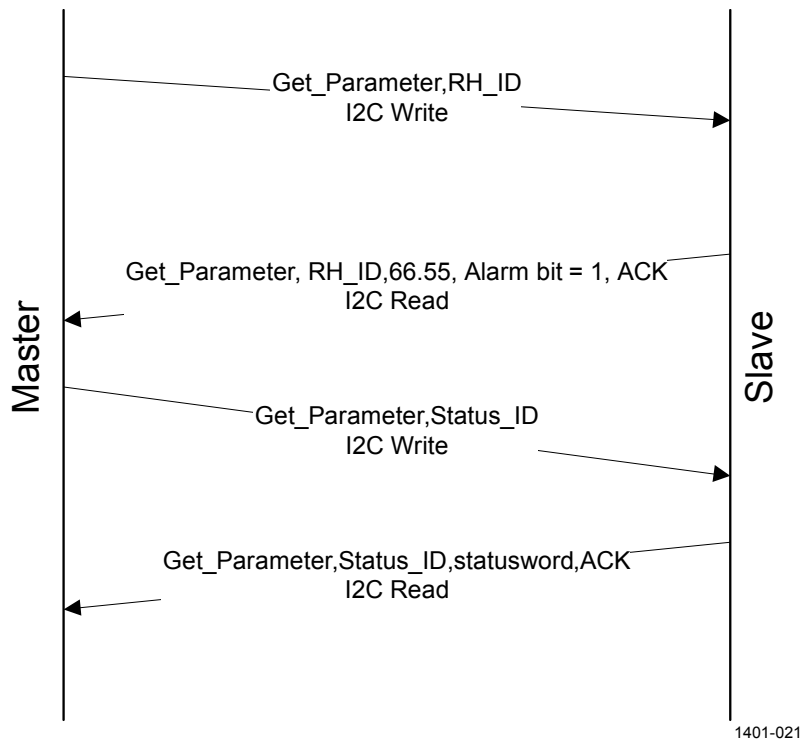 Get_Parameter,RH_ID
I2C Write
Get_Parameter, RH_ID,66.55, Alarm bit = 1, ACK
I2C Read
Master
Slave
Get_Parameter,Status_ID
I2C Write
Get_Parameter,Status_ID,statusword,ACK
I2C Read
1401-021